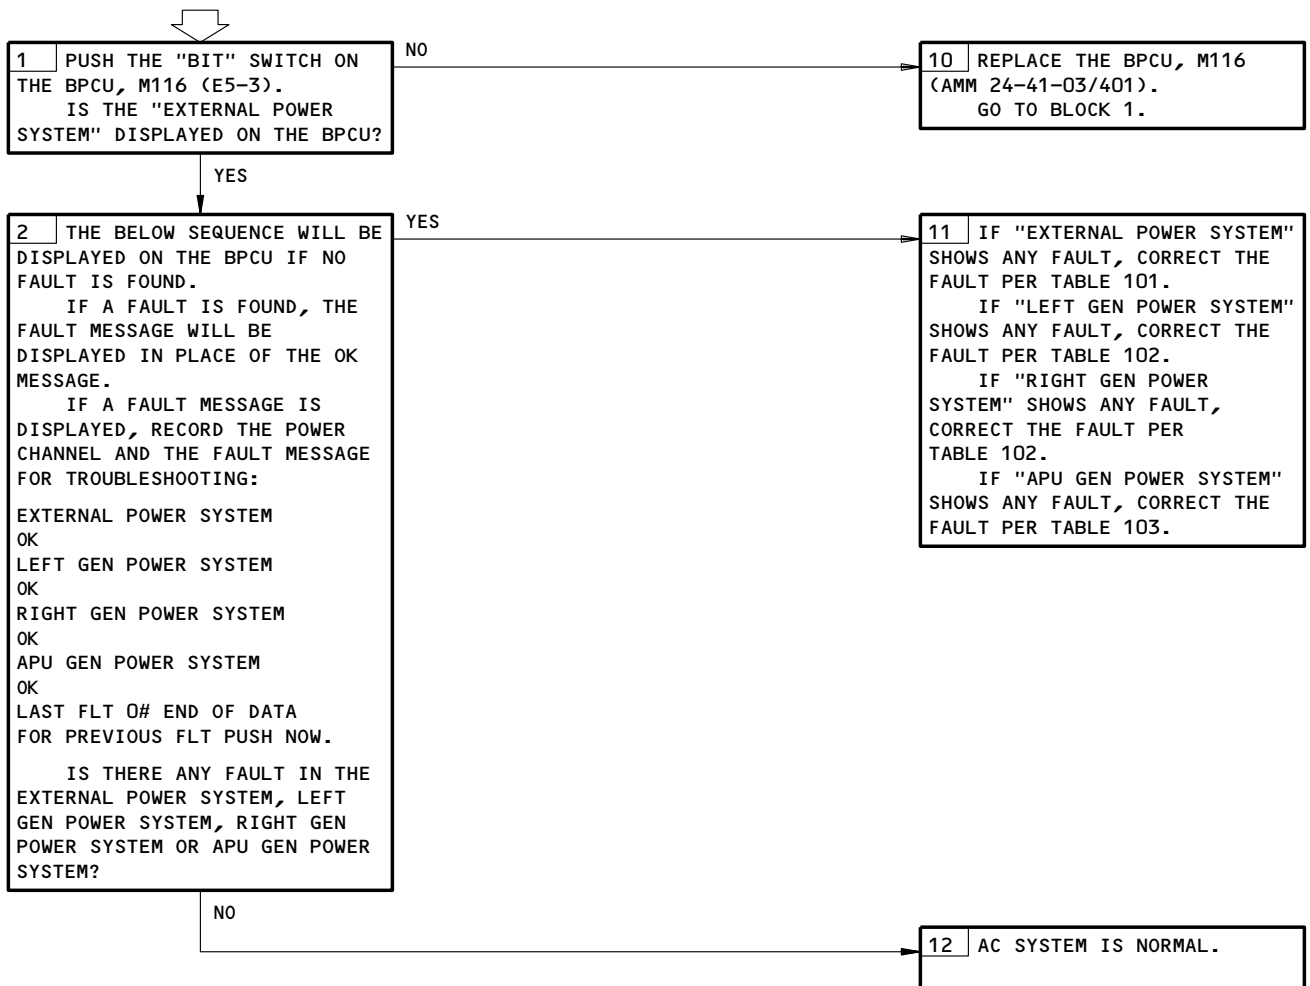 1 PUSH THE "BIT" SWITCH ON
THE BPCU, M116 (E5-3).
IS THE "EXTERNAL POWER
SYSTEM" DISPLAYED ON THE BPCU?
NO
10 REPLACE THE BPCU, M116
(AMM 24-41-03/401).
GO TO BLOCK 1.
YES
2 THE BELOW SEQUENCE WILL BE
DISPLAYED ON THE BPCU IF NO
FAULT IS FOUND.
IF A FAULT IS FOUND, THE
FAULT MESSAGE WILL BE
DISPLAYED IN PLACE OF THE OK
MESSAGE.
IF A FAULT MESSAGE IS
DISPLAYED, RECORD THE POWER
CHANNEL AND THE FAULT MESSAGE
FOR TROUBLESHOOTING:
EXTERNAL POWER SYSTEM
OK
LEFT GEN POWER SYSTEM
OK
RIGHT GEN POWER SYSTEM
OK
APU GEN POWER SYSTEM
OK
LAST FLT 0# END OF DATA
FOR PREVIOUS FLT PUSH NOW.
IS THERE ANY FAULT IN THE
EXTERNAL POWER SYSTEM, LEFT
GEN POWER SYSTEM, RIGHT GEN
POWER SYSTEM OR APU GEN POWER
SYSTEM?
YES
11 IF "EXTERNAL POWER SYSTEM"
SHOWS ANY FAULT, CORRECT THE
FAULT PER TABLE 101.
IF "LEFT GEN POWER SYSTEM"
SHOWS ANY FAULT, CORRECT THE
FAULT PER TABLE 102.
IF "RIGHT GEN POWER
SYSTEM" SHOWS ANY FAULT,
CORRECT THE FAULT PER
TABLE 102.
IF "APU GEN POWER SYSTEM"
SHOWS ANY FAULT, CORRECT THE
FAULT PER TABLE 103.
NO
12 AC SYSTEM IS NORMAL.